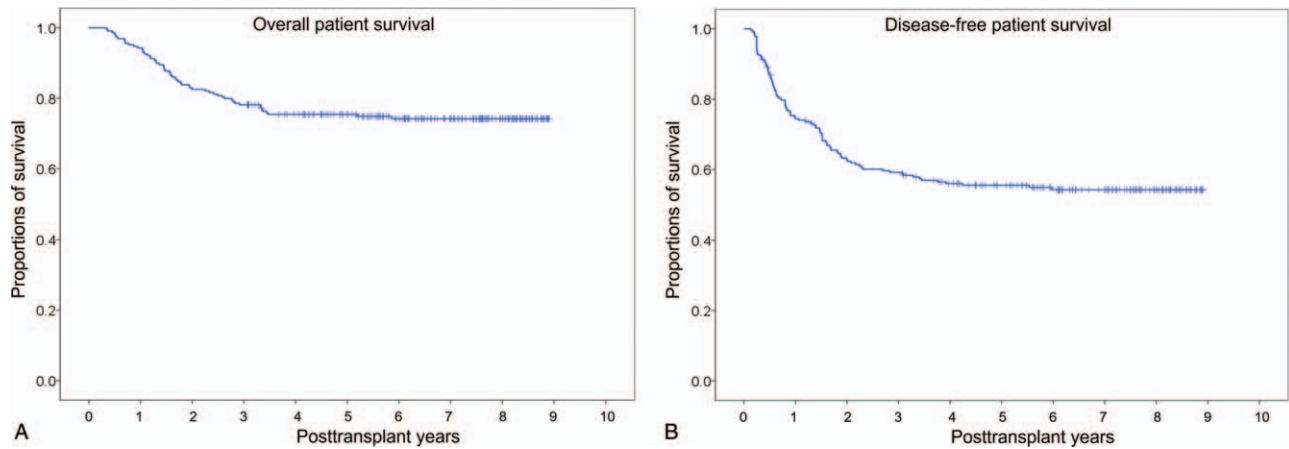 Overall patient survival
Proportions of survival
1.0
0.8
0.6
0.4
0.2
0.0
0 1 2 3 4 5 6 7 8 9 10
Posttransplant years
A
Disease-free patient survival
Proportions of survival
1.0
0.8
0.6
0.4
0.2
0.0
0 1 2 3 4 5 6 7 8 9 10
Posttransplant years
B